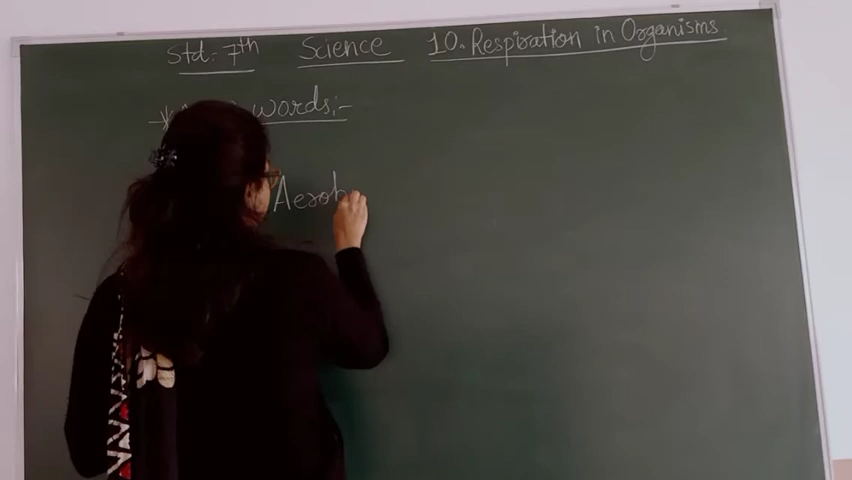 Std:- 7th Science 10. Respiration in Organisms
words:-
Aerob